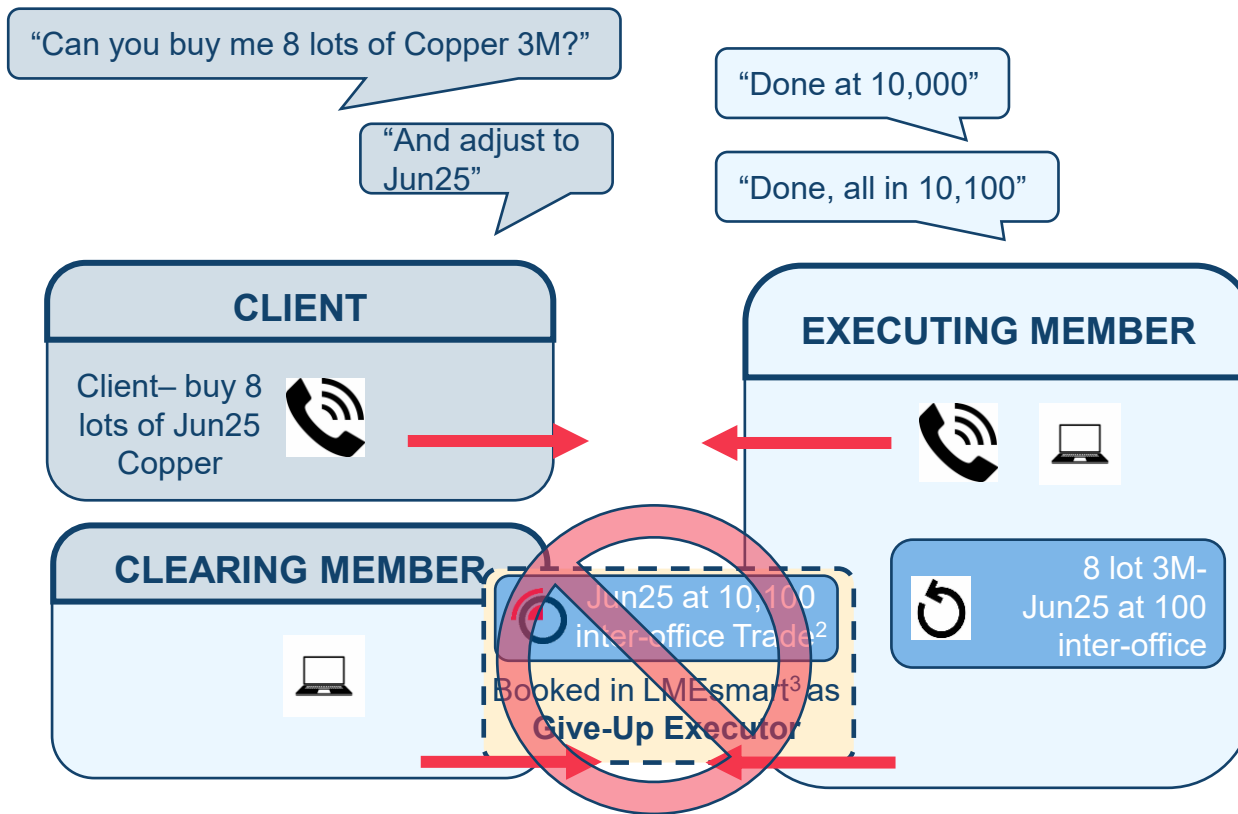 “Can you buy me 8 lots of Copper 3M?”
“Done at 10,000”
“And adjust to
Jun25”
“Done, all in 10,100”
CLIENT
Client– buy 8
lots of Jun25
Copper
EXECUTING MEMBER
CLEARING MEMBER
Jun25 at 10,100
inter-office Trade²
Booked in LMEsmart³ as
Give-Up Executor
8 lot 3M-
Jun25 at 100
inter-office